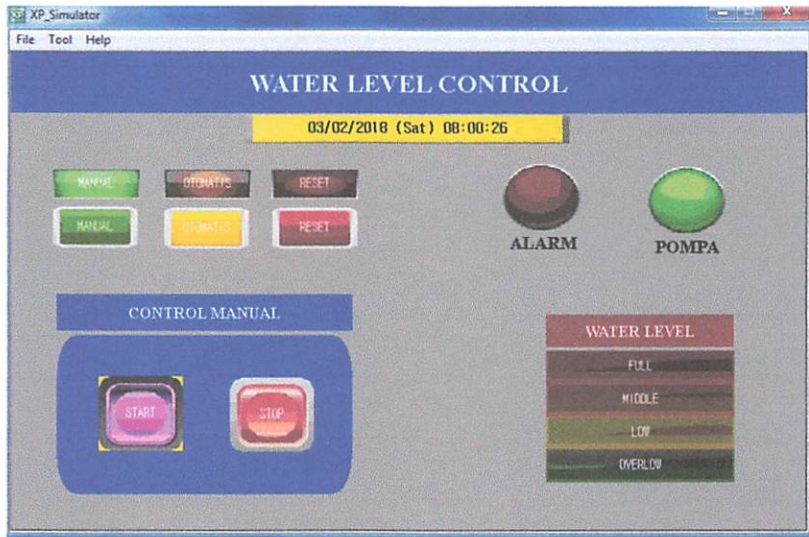 XP_Simulator
File Tool Help
WATER LEVEL CONTROL
03/02/2018 (Sat) 08:00:26
MANUAL OTOMATIS RESET
MANUAL OTOMATIS RESET
ALARM POMPA
CONTROL MANUAL
START STOP
WATER LEVEL
FULL
MIDDLE
LOW
OVERLOW